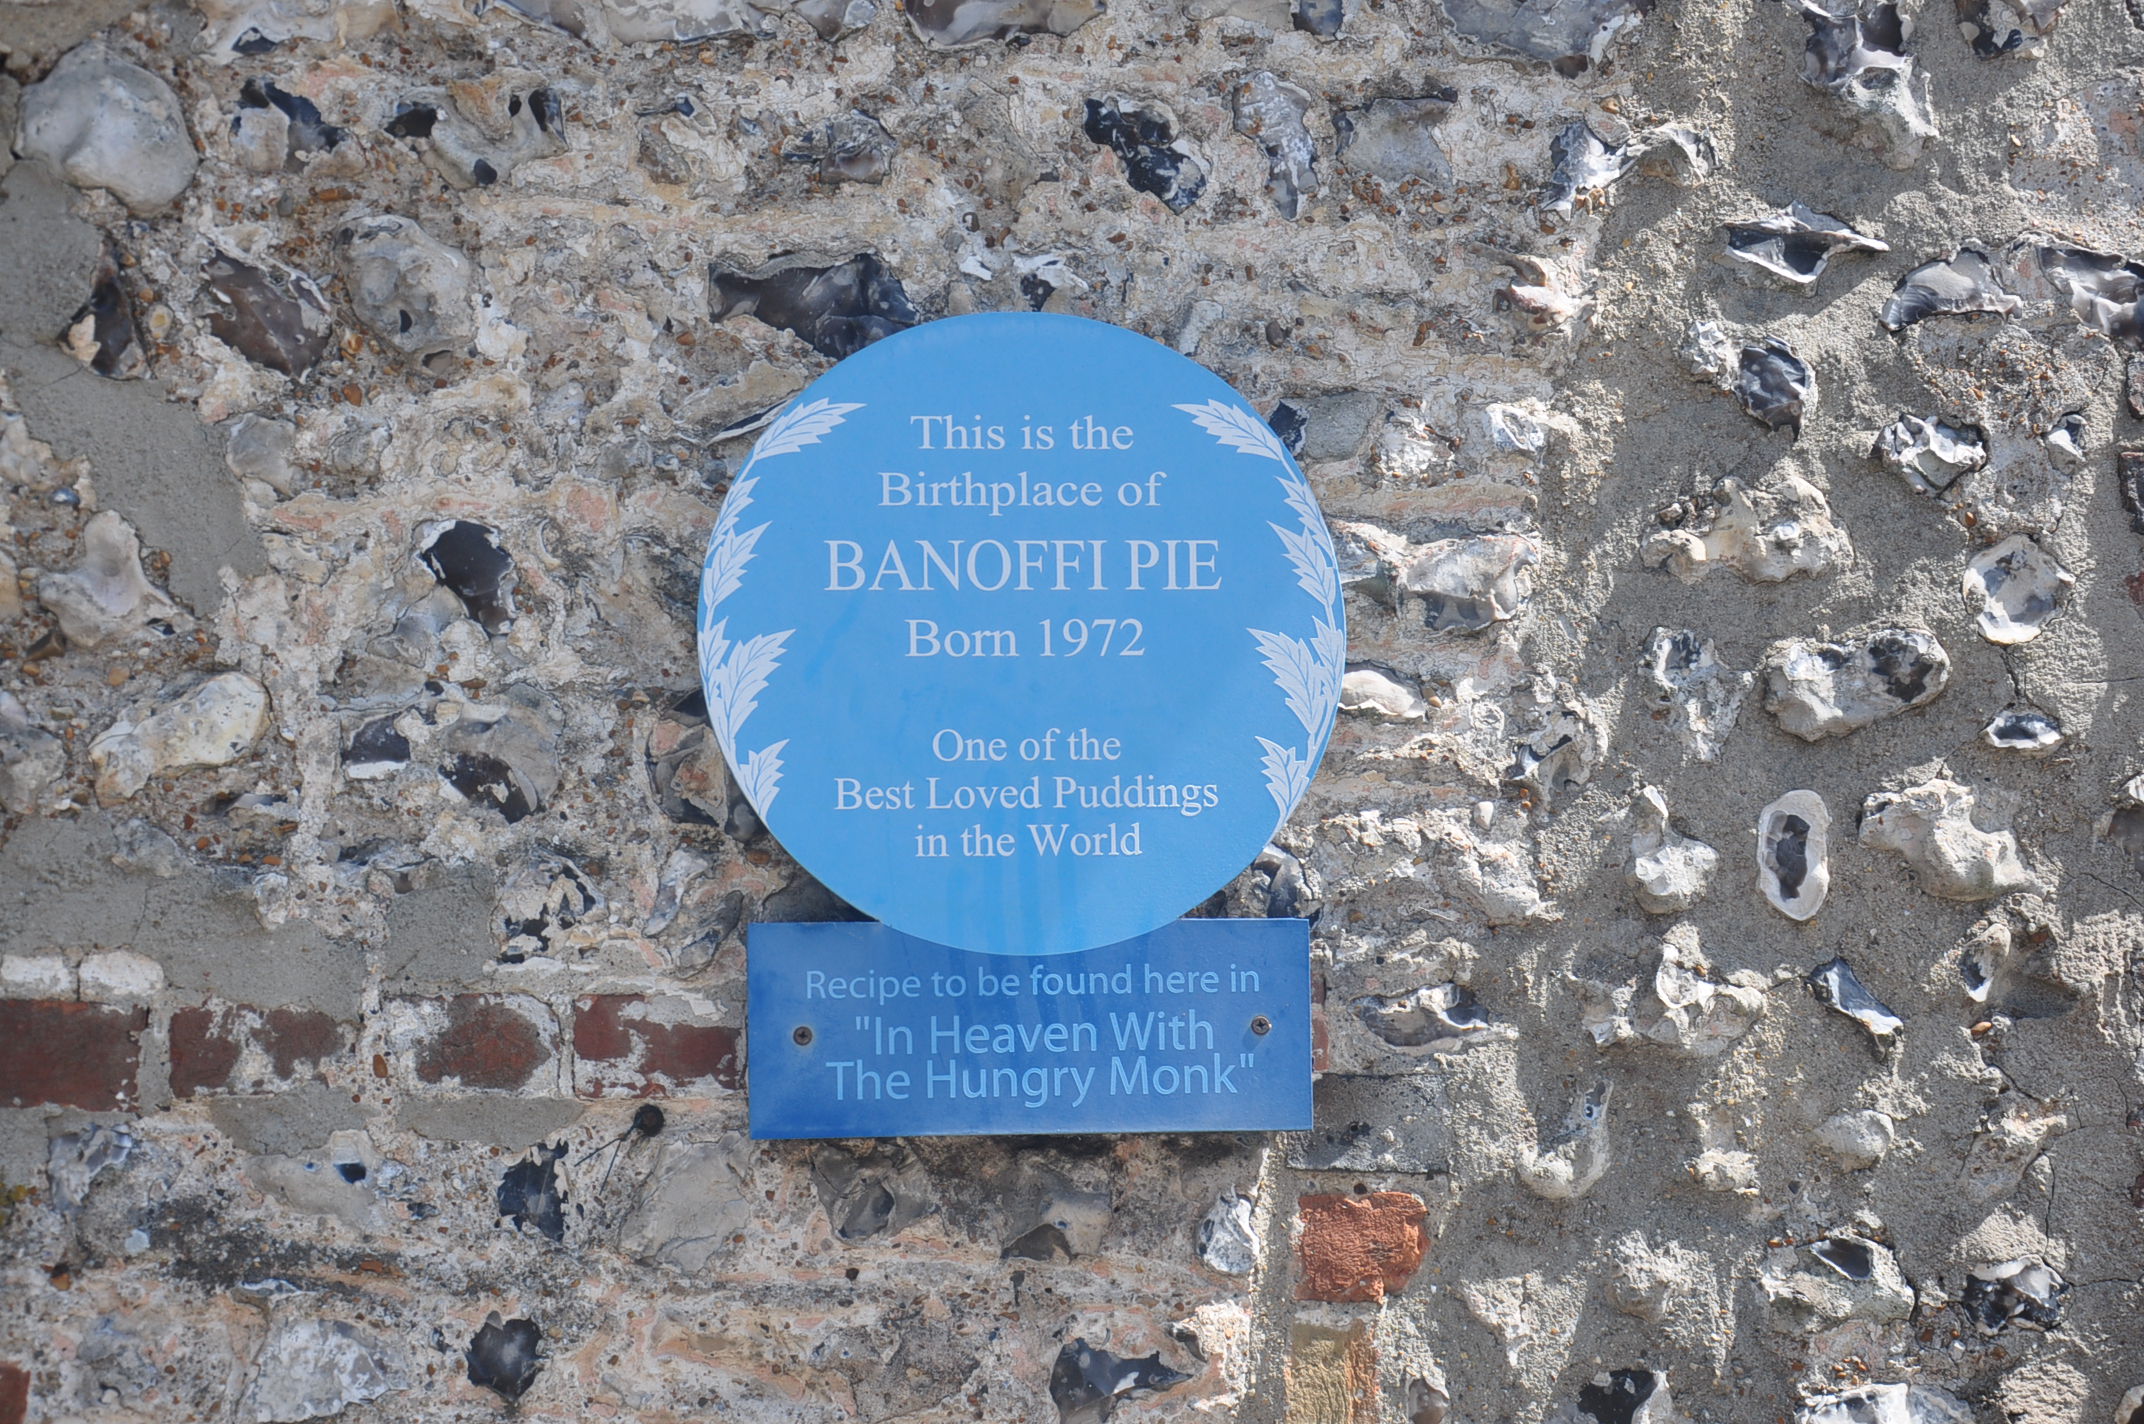 This is the
Birthplace of
BANOFFI PIE
Born 1972
One of the
Best Loved Puddings
in the World
Recipe to be found here in
"In Heaven With
The Hungry Monk"